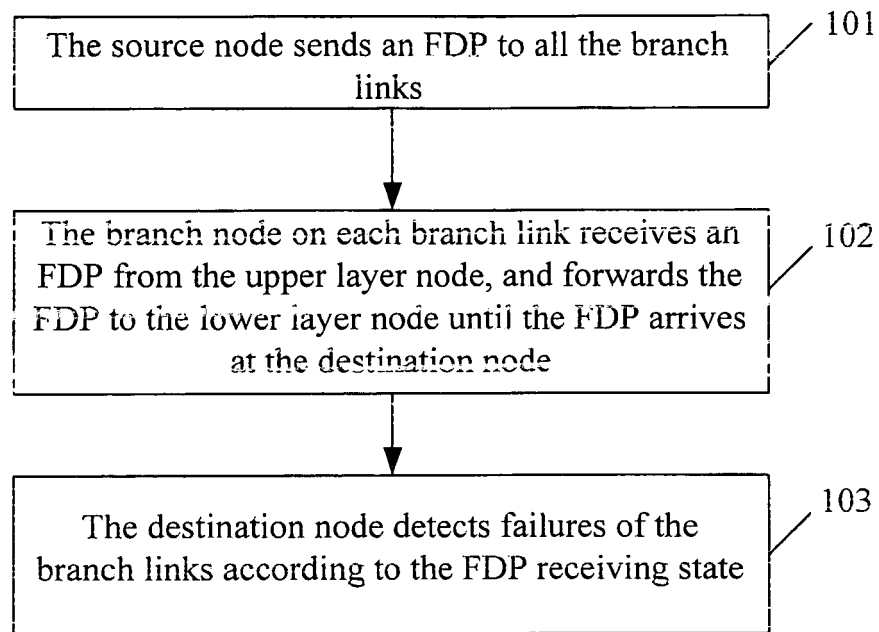 The source node sends an FDP to all the branch
links
101
The branch node on each branch link receives an
FDP from the upper layer node, and forwards the
FDP to the lower layer node until the FDP arrives
at the destination node
102
The destination node detects failures of the
branch links according to the FDP receiving state
103